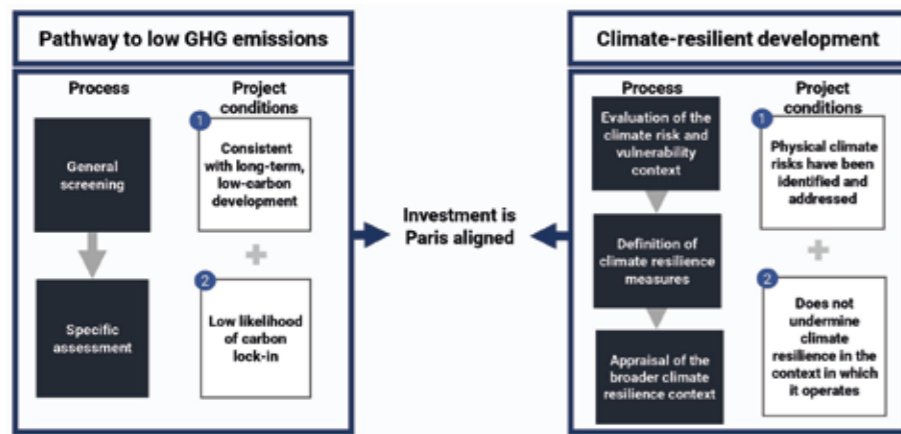 Pathway to low GHG emissions
Process
General
screening
Specific
assessment
Project
conditions
1
Consistent
with long-term,
low-carbon
development
+
2
Low likelihood
of carbon
lock-in
Investment is
Paris aligned
Climate-resilient development
Process
Evaluation of the
climate risk and
vulnerability
context
Definition of
climate resilience
measures
Appraisal of the
broader climate
resilience context
Project
conditions
1
Physical climate
risks have been
identified and
addressed
+
2
Does not
undermine
climate
resilience in the
context in which
it operates